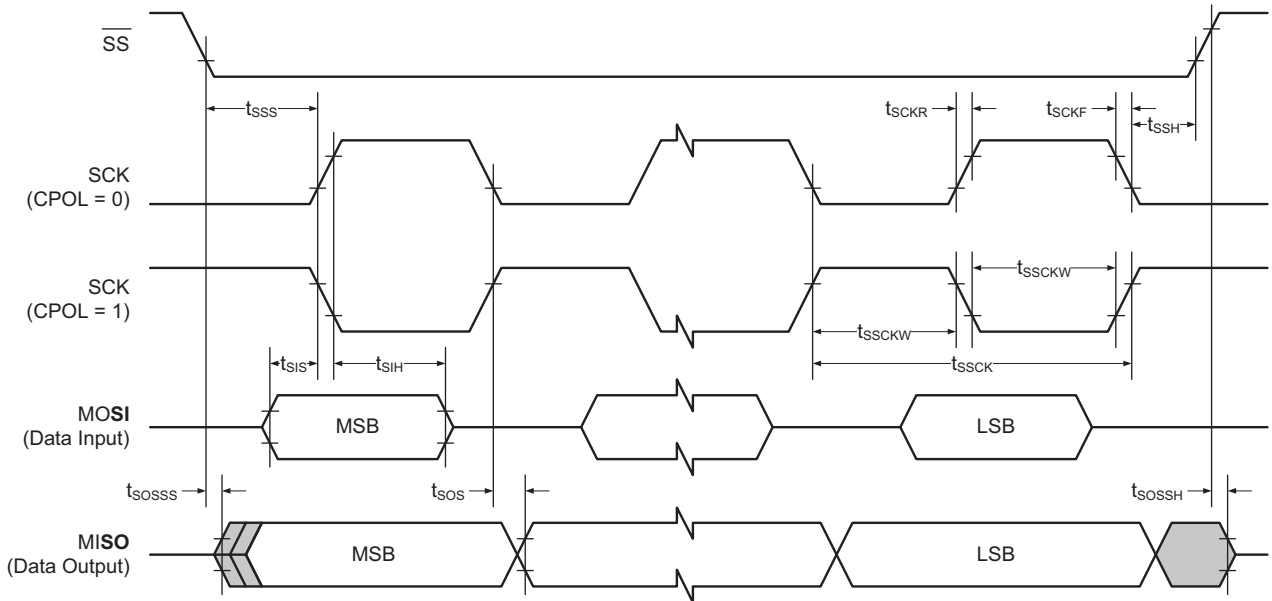 SS
tSSS
tSCKR
tSCKF
tSSH
SCK
(CPOL = 0)
SCK
(CPOL = 1)
tSSCKW
tSSCKW
tSSCK
tSIS
tSIH
MOSI
(Data Input)
MSB
LSB
tSOSSS
tSOS
tSOSSH
MISO
(Data Output)
MSB
LSB